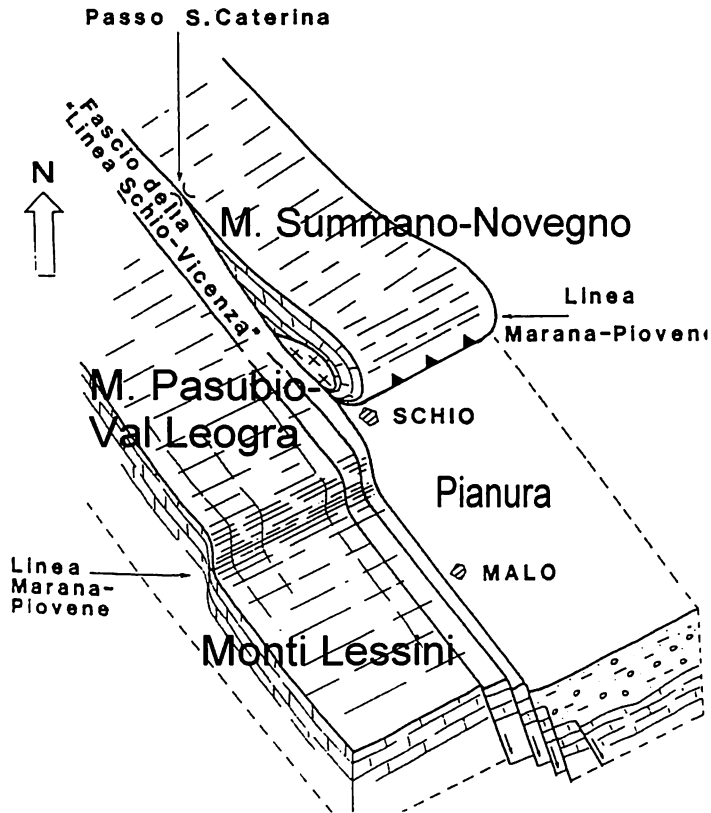 Passo S.Caterina
N
"Fascio della
"Linea Schio-Vicenza"
M. Summano-Novegno
Linea
Marana-Piovene
M. Pasubio-
Val Leogra
SCHIO
Pianura
Linea
Marana-
Piovene
MALO
Monti Lessini